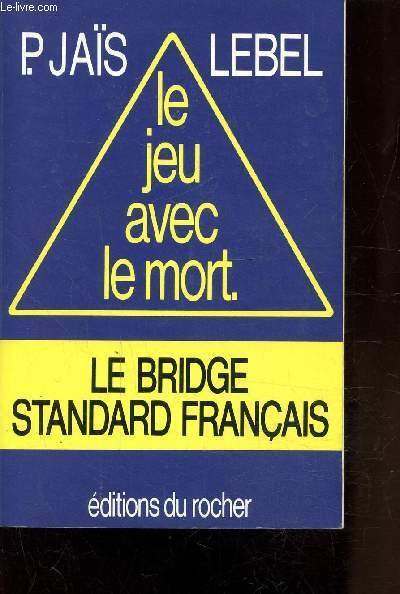 Le-livre.com
P. JAÏS LEBEL
le
jeu
avec
le mort.
LE BRIDGE
STANDARD FRANÇAIS
éditions du rocher